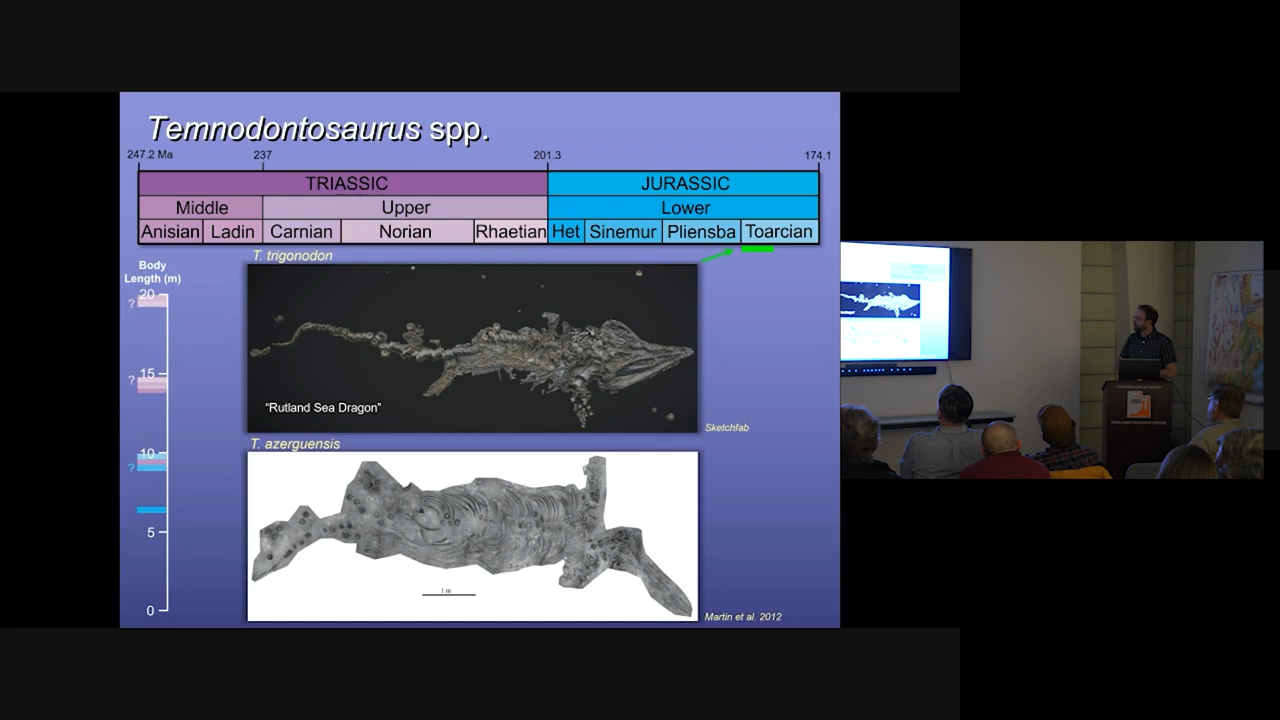 Temnodontosaurus spp.
247.2 Ma 237 201.3 174.1
TRIASSIC JURASSIC
Middle Upper Lower
Anisian Ladin Carnian Norian Rhaetian Het Sinemur Pliensba Toarcian
T. trigonodon
Body
Length (m)
? 20
? 15
10
?
5
0
"Rutland Sea Dragon"
Sketchfab
T. azerguensis
1 m
Martin et al. 2012